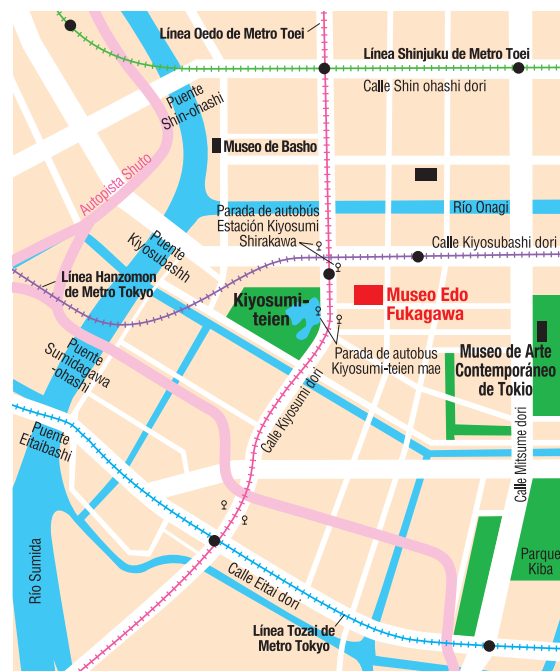 Línea Oedo de Metro Toei
Línea Shinjuku de Metro Toei
Calle Shin ohashi dori
Puente
Shin-ohashi
Museo de Basho
Autopista Shuto
Parada de autobús
Estación Kiyosumi
Shirakawa
Río Onagi
Puente
Kiyosubashh
Calle Kiyosubashi dori
Línea Hanzomon
de Metro Tokyo
Kiyosumi-
teien
Museo Edo
Fukagawa
Parada de autobus
Kiyosumi-teien mae
Museo de Arte
Contemporáneo
de Tokio
Puente
Sumidagawa
-ohashi
Calle Kiyosumi dori
Calle Mitsume dori
Puente
Eitaibashi
Río Sumida
Calle Eitai dori
Parque
Kiba
Línea Tozai de
Metro Tokyo